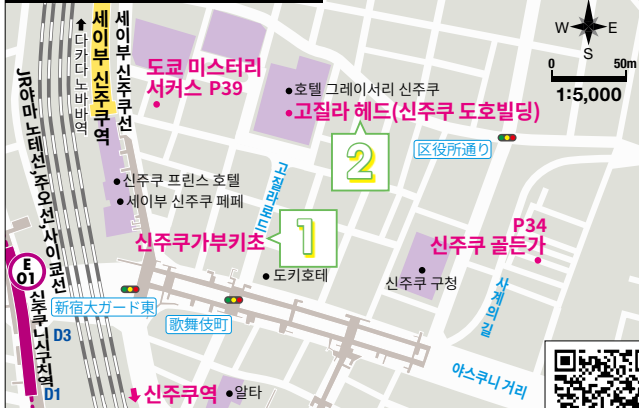 W E
S
0 50m
1:5,000
세이부 신주쿠선
세이부 신주쿠역
↑ 다카다노바바역
JR야마노테선,주오선,사이쿄선
도쿄 미스터리
서커스 P39
호텔 그레이서리 신주쿠
고질라 헤드(신주쿠 도호빌딩)
2
区役所通り
신주쿠 프린스 호텔
세이부 신주쿠 페페
고질라로드
신주쿠가부키초
1
P34
신주쿠 골든가
도키호테
신주쿠 구청
사계의 길
E
01
신주쿠니시구치역
新宿大ガード東
歌舞伎町
D3
D1
야스쿠니 거리
신주쿠역
알타